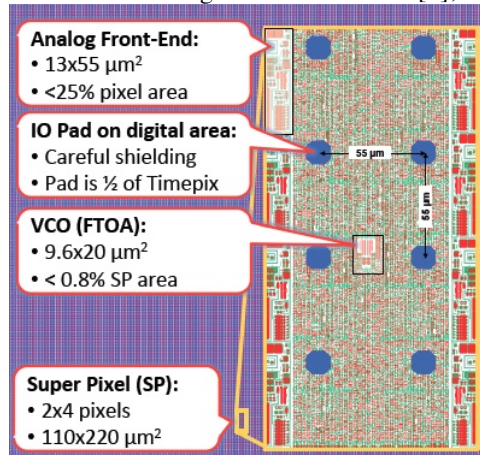 Analog Front-End:
• 13x55 µm²
• <25% pixel area
IO Pad on digital area:
• Careful shielding
• Pad is ½ of Timepix
55 µm
55 µm
VCO (FTOA):
• 9.6x20 µm²
• < 0.8% SP area
Super Pixel (SP):
• 2x4 pixels
• 110x220 µm²